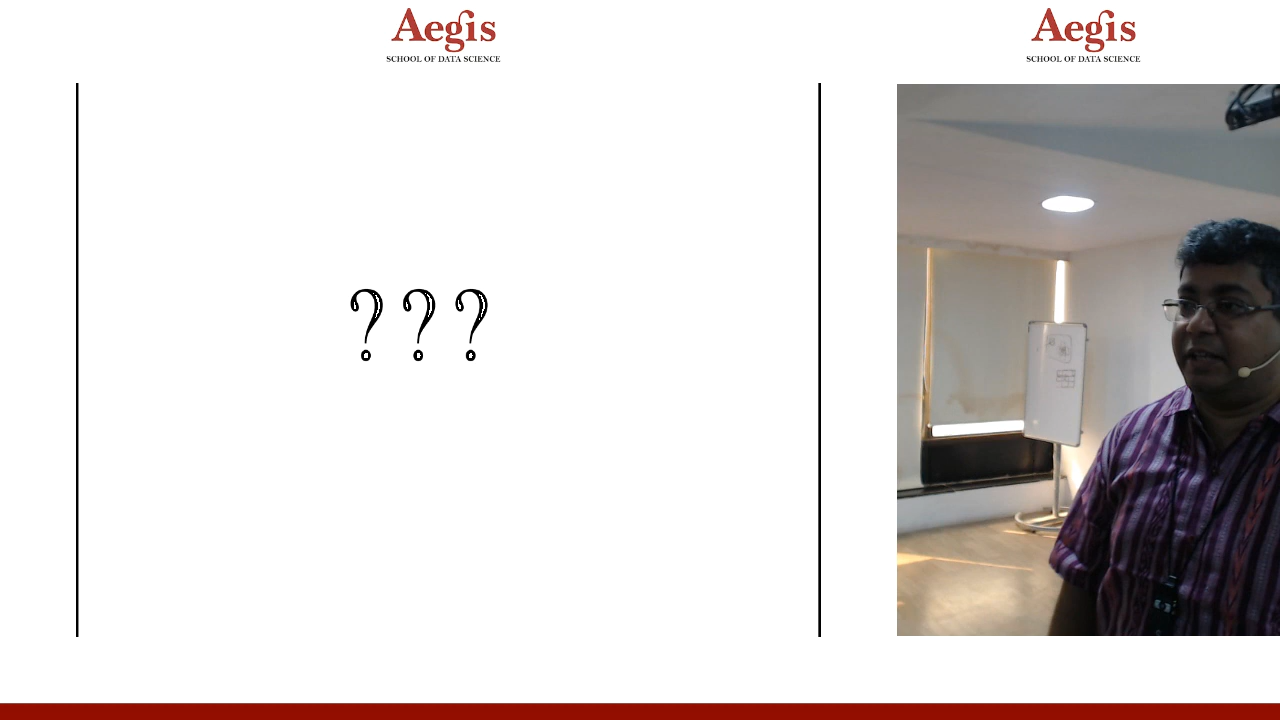 Aegis
SCHOOL OF DATA SCIENCE
Aegis
SCHOOL OF DATA SCIENCE
? ? ?